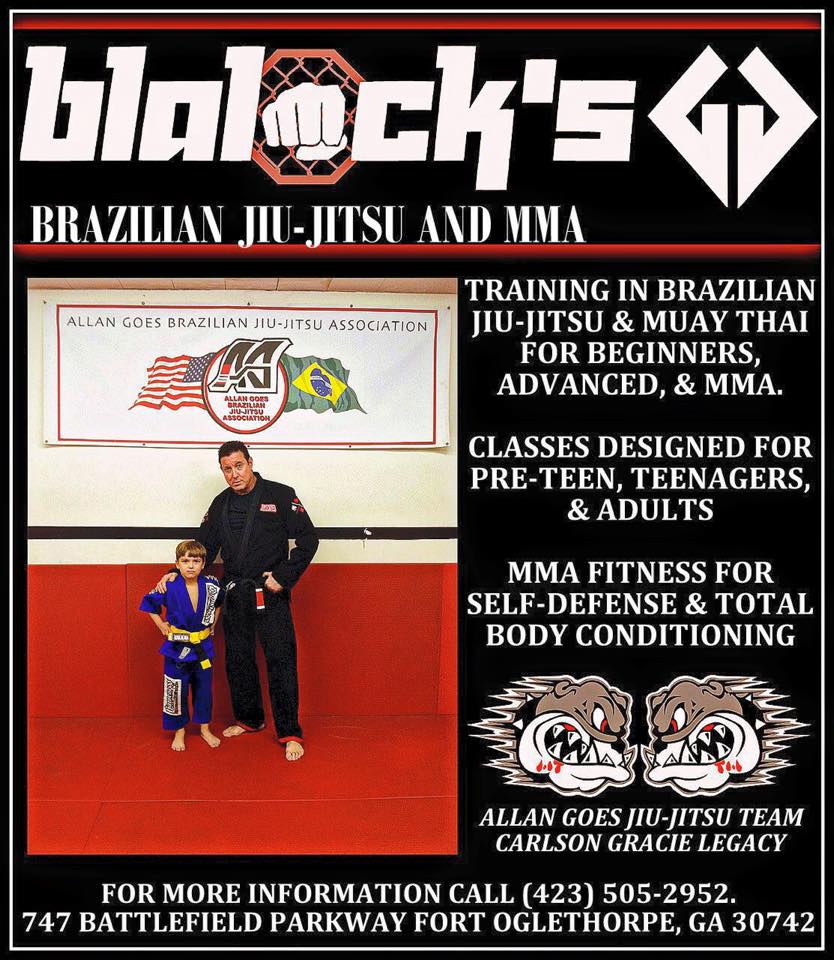 blalock's
BRAZILIAN JIU-JITSU AND MMA
ALLAN GOES BRAZILIAN JIU-JITSU ASSOCIATION
ALLAN GOES
BRAZILIAN
JIU-JITSU
ASSOCIATION
TRAINING IN BRAZILIAN
JIU-JITSU & MUAY THAI
FOR BEGINNERS,
ADVANCED, & MMA.
CLASSES DESIGNED FOR
PRE-TEEN, TEENAGERS,
& ADULTS
MMA FITNESS FOR
SELF-DEFENSE & TOTAL
BODY CONDITIONING
ALLAN GOES JIU-JITSU TEAM
CARLSON GRACIE LEGACY
FOR MORE INFORMATION CALL (423) 505-2952.
747 BATTLEFIELD PARKWAY FORT OGLETHORPE, GA 30742